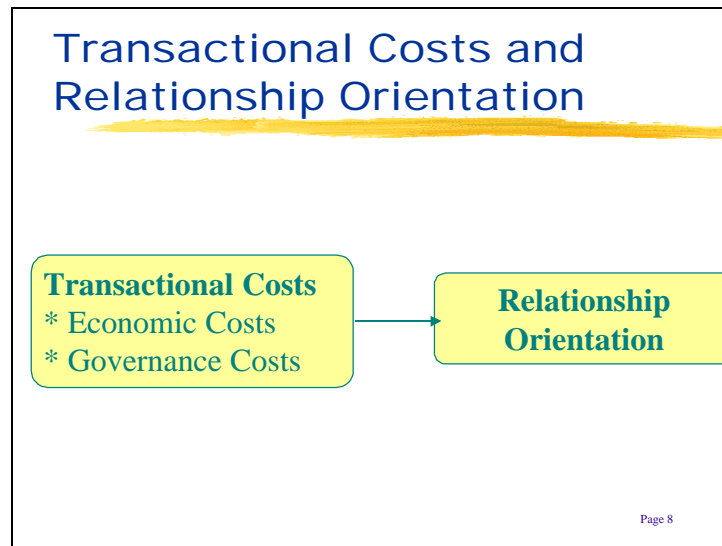 Transactional Costs and
Relationship Orientation
Transactional Costs
* Economic Costs
* Governance Costs
Relationship
Orientation
Page 8